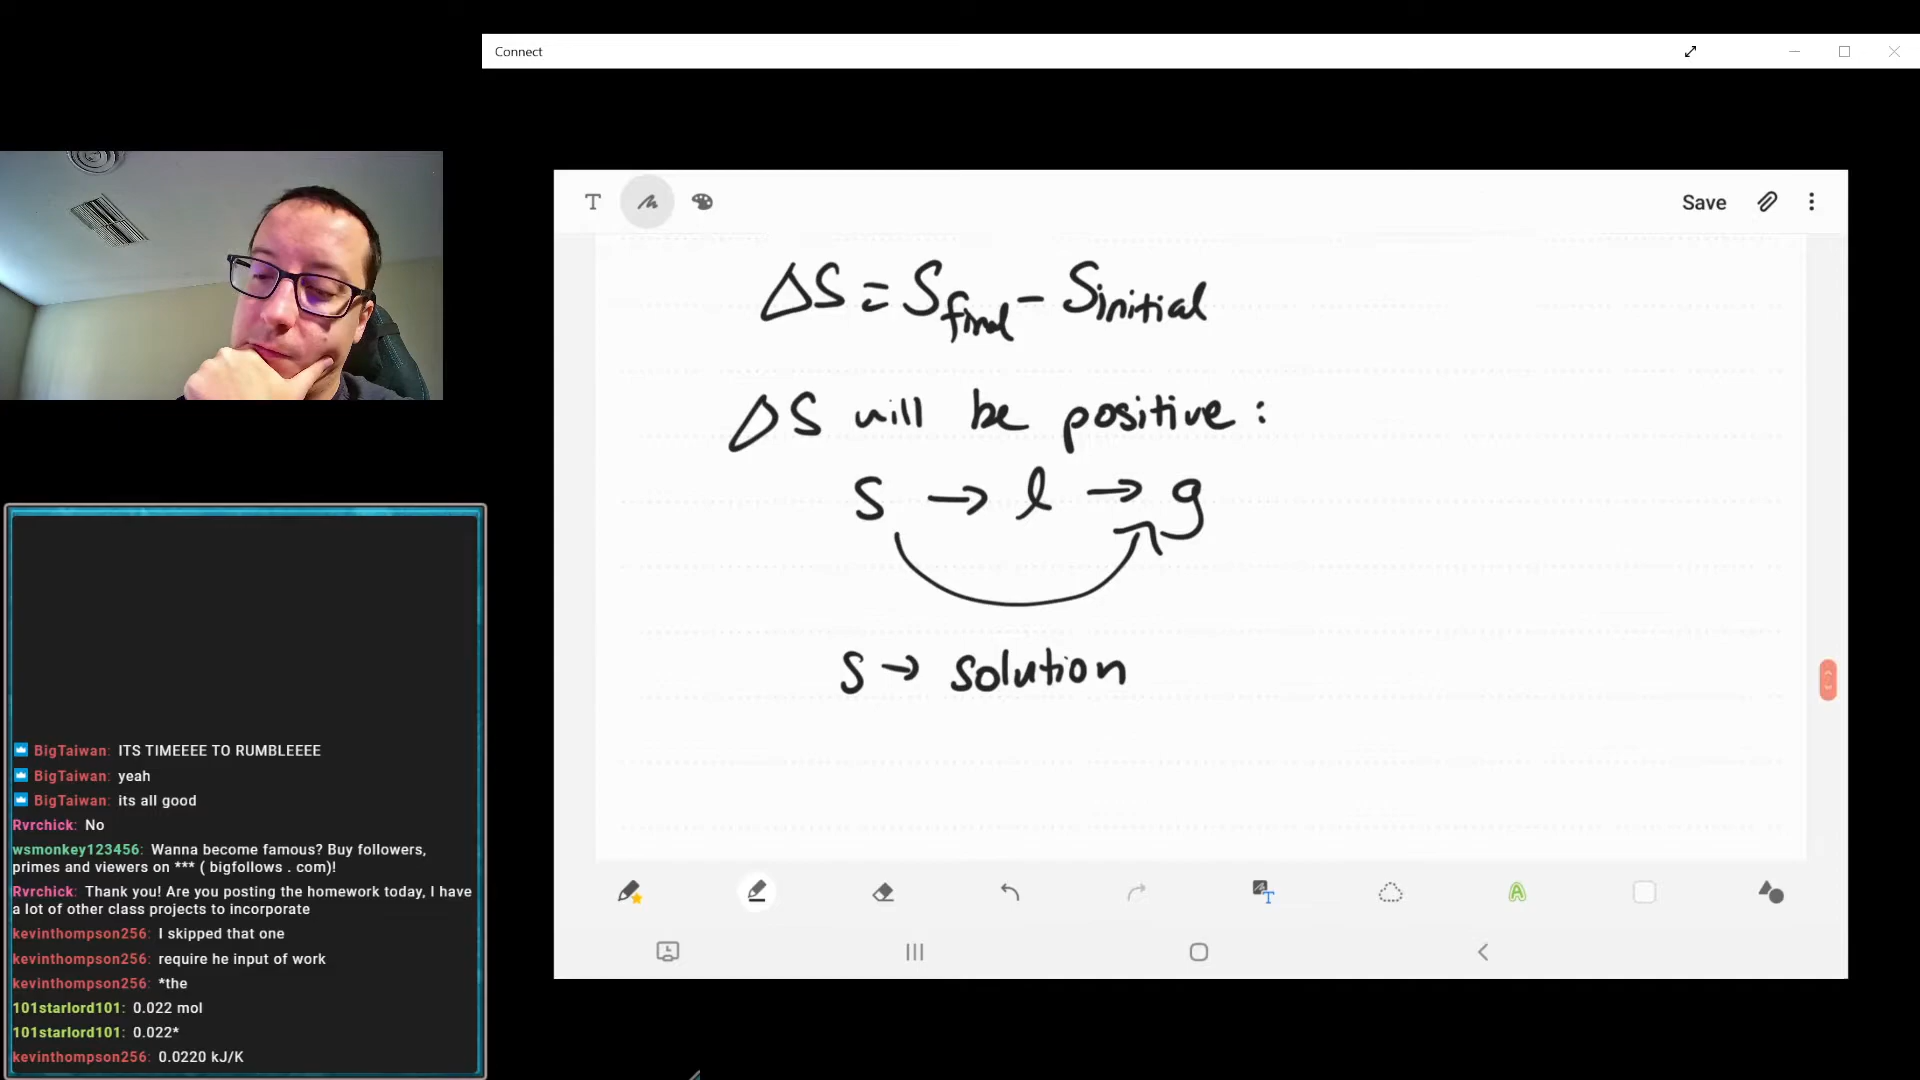 Connect
T
Save
ΔS = Sfinal - Sinitial
ΔS will be positive:
s → l → g
s → solution
BigTaiwan: ITS TIMEEEE TO RUMBLEEEE
BigTaiwan: yeah
BigTaiwan: its all good
Rvrchick: No
wsmonkey123456: Wanna become famous? Buy followers,
primes and viewers on *** ( bigfollows . com)!
Rvrchick: Thank you! Are you posting the homework today, I have
a lot of other class projects to incorporate
kevinthompson256: I skipped that one
kevinthompson256: require he input of work
kevinthompson256: *the
101starlord101: 0.022 mol
101starlord101: 0.022*
kevinthompson256: 0.0220 kJ/K